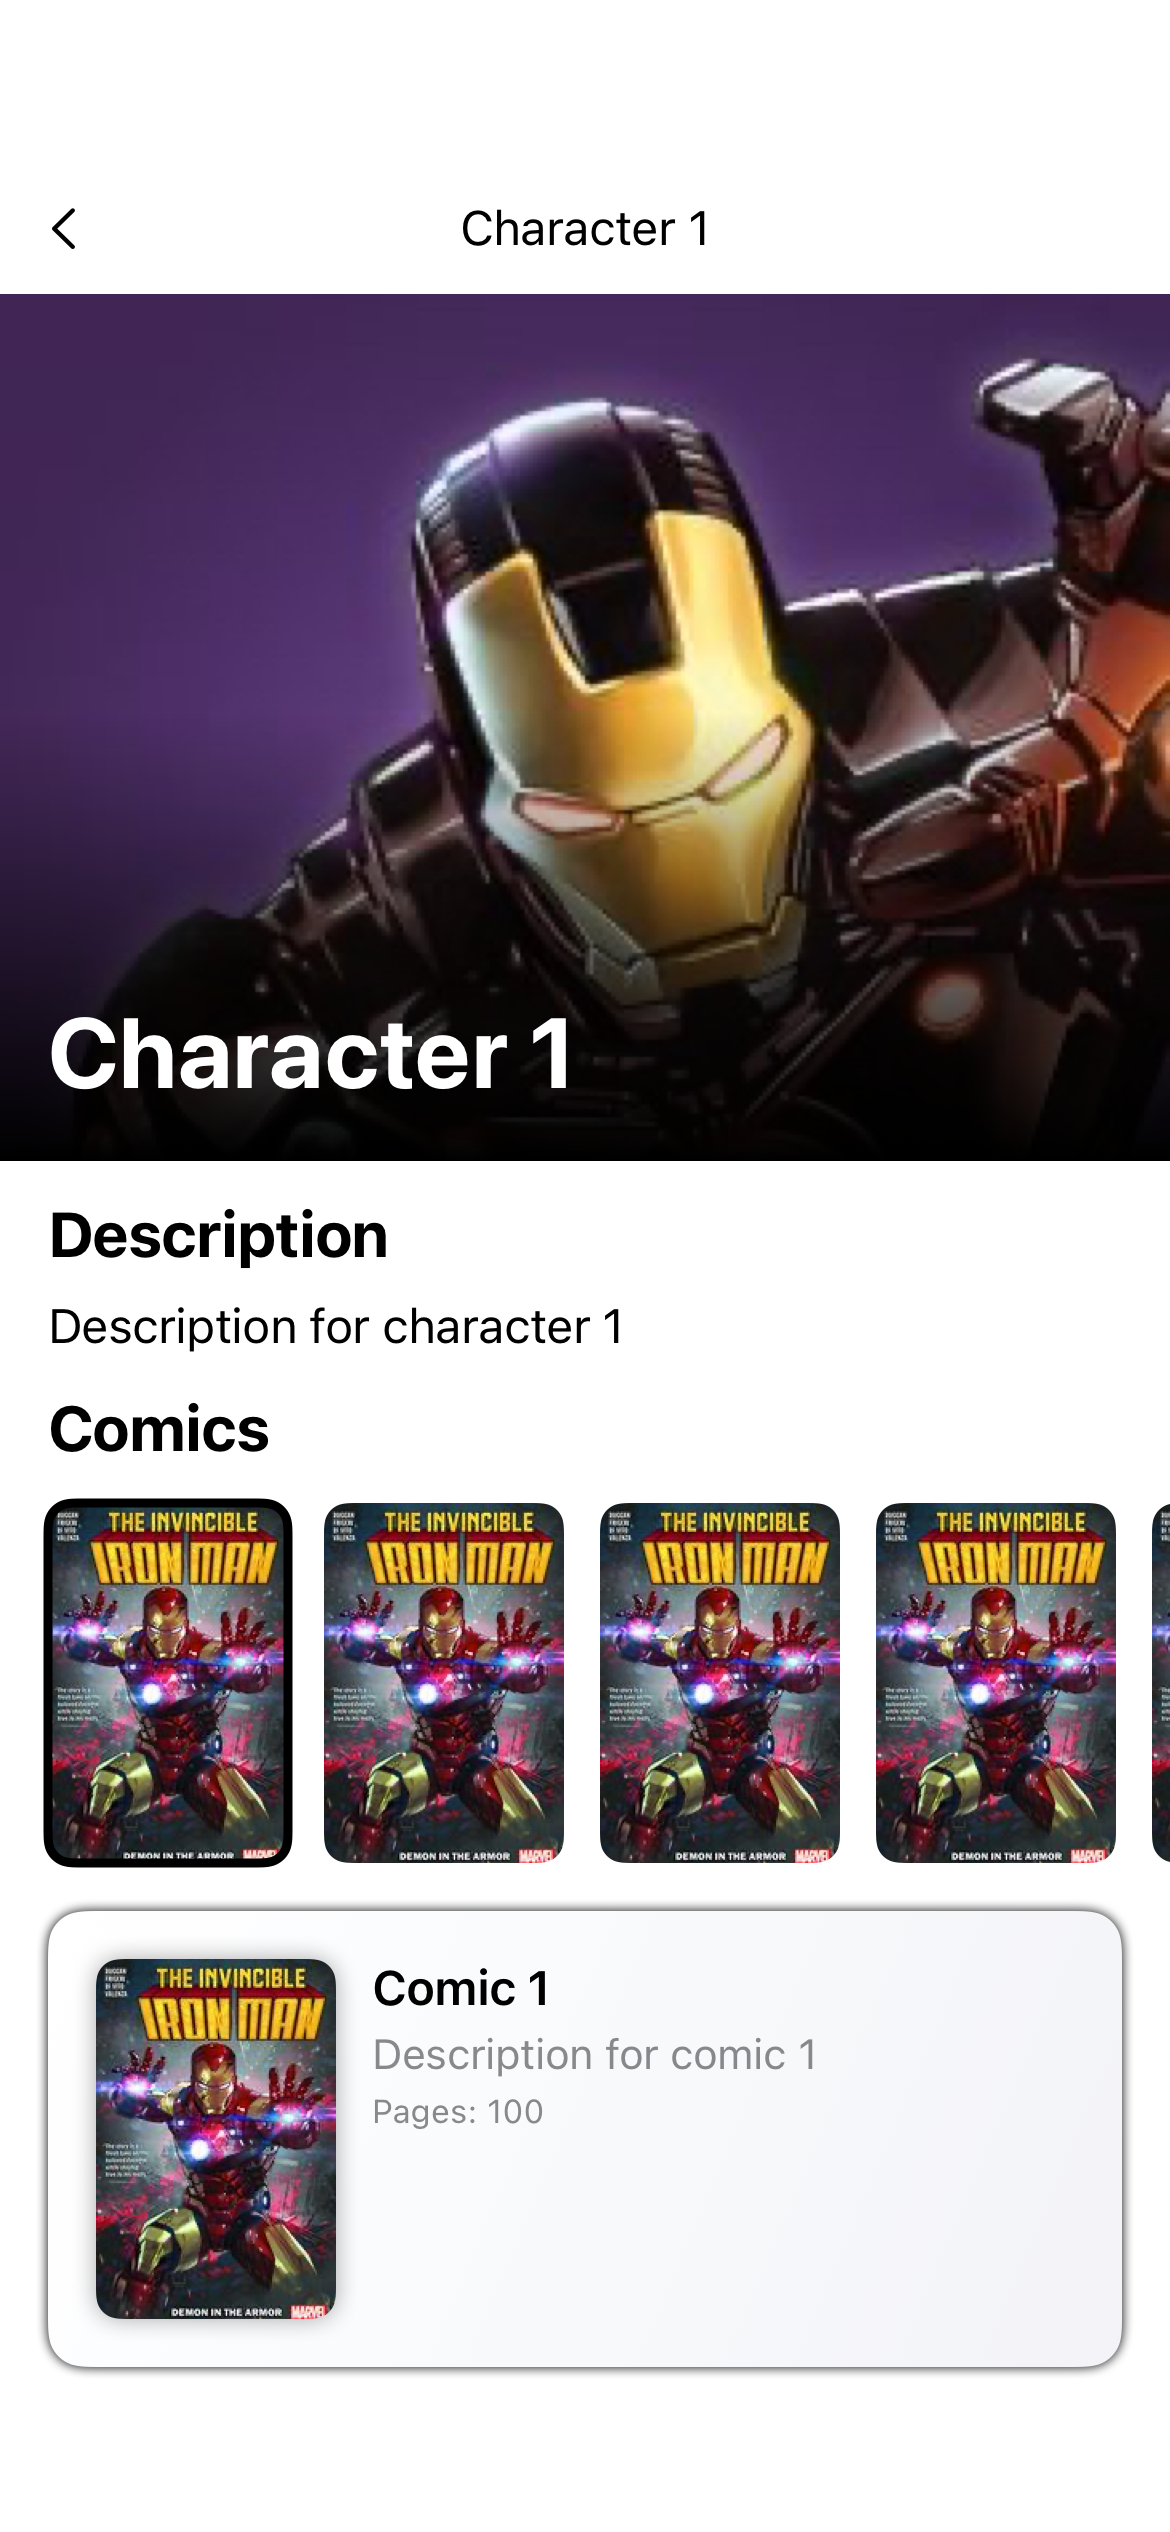 Character 1
Character 1
Description
Description for character 1
Comics
THE INVINCIBLE
IRON MAN
DEMON IN THE ARMOR
MARVEL
THE INVINCIBLE
IRON MAN
DEMON IN THE ARMOR
MARVEL
THE INVINCIBLE
IRON MAN
DEMON IN THE ARMOR
MARVEL
THE INVINCIBLE
IRON MAN
DEMON IN THE ARMOR
MARVEL
THE INVINCIBLE
IRON MAN
DEMON IN THE ARMOR
MARVEL
Comic 1
Description for comic 1
Pages: 100